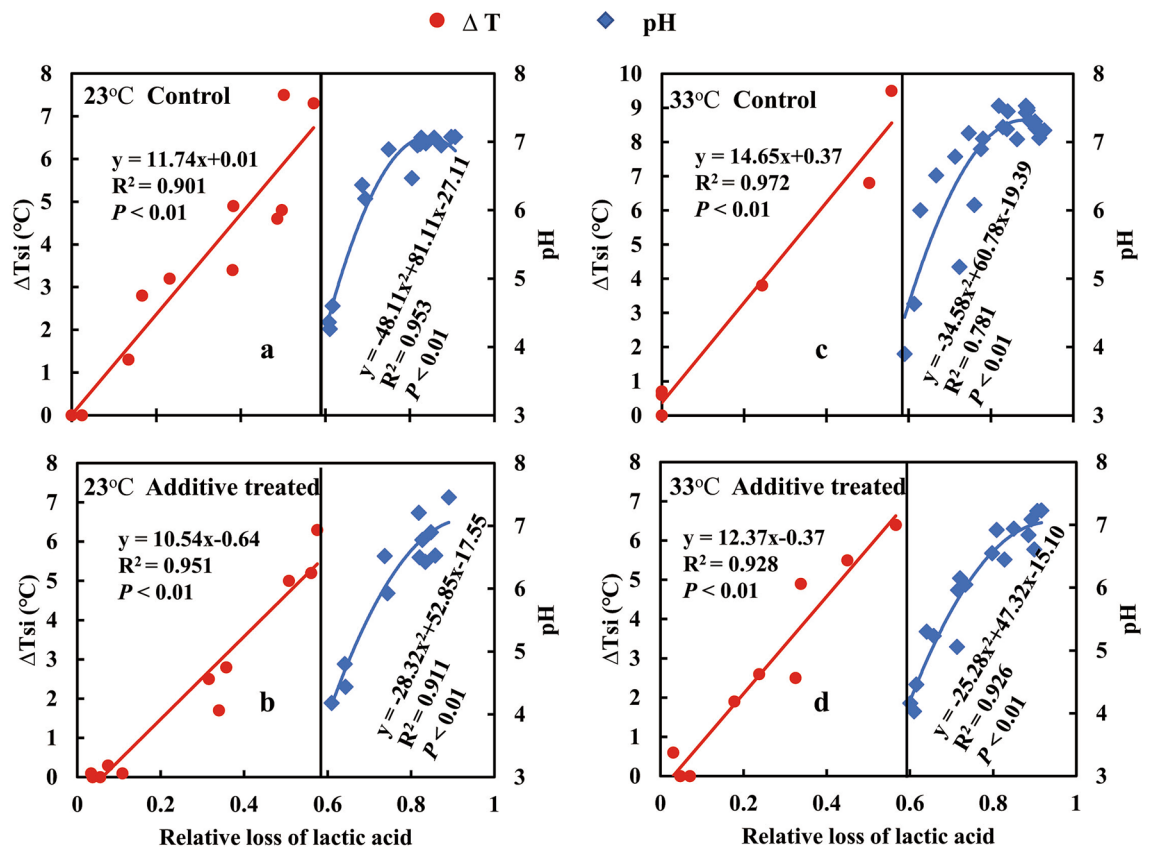 Δ T
pH
23°C Control
y = 11.74x+0.01
R² = 0.901
P < 0.01
a
y = -48.11x²+81.11x-27.11
R² = 0.953
P < 0.01
ΔTsi (℃)
pH
8
7
6
5
4
3
2
1
0
8
7
6
5
4
3
33°C Control
y = 14.65x+0.37
R² = 0.972
P < 0.01
c
y = -34.58x²+60.78x-19.39
R² = 0.781
P < 0.01
ΔTsi (℃)
pH
10
9
8
7
6
5
4
3
2
1
0
8
7
6
5
4
3
23°C Additive treated
y = 10.54x-0.64
R² = 0.951
P < 0.01
b
y = -28.32x²+52.85x-17.55
R² = 0.911
P < 0.01
ΔTsi (℃)
pH
8
7
6
5
4
3
2
1
0
8
7
6
5
4
3
0 0.2 0.4 0.6 0.8 1
Relative loss of lactic acid
33°C Additive treated
y = 12.37x-0.37
R² = 0.928
P < 0.01
d
y = -25.28x²+47.32x-15.10
R² = 0.926
P < 0.01
ΔTsi (℃)
pH
8
7
6
5
4
3
2
1
0
8
7
6
5
4
3
0 0.2 0.4 0.6 0.8 1
Relative loss of lactic acid